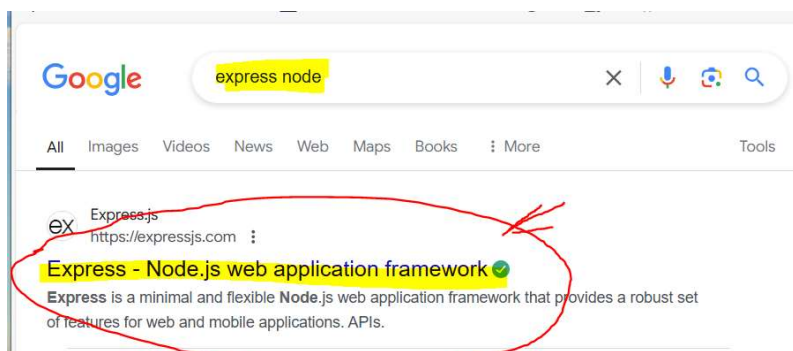 Google
express node
All Images Videos News Web Maps Books More Tools
ex
Express.js
https://expressjs.com
Express - Node.js web application framework
Express is a minimal and flexible Node.js web application framework that provides a robust set
of features for web and mobile applications. APIs.